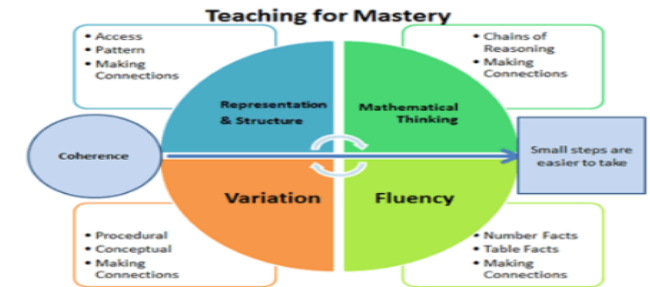 Teaching for Mastery
• Access
• Pattern
• Making
Connections
• Chains of
Reasoning
• Making
Connections
Representation
& Structure
Mathematical
Thinking
Coherence
Small steps are
easier to take
Variation
Fluency
• Procedural
• Conceptual
• Making
Connections
• Number Facts
• Table Facts
• Making
Connections